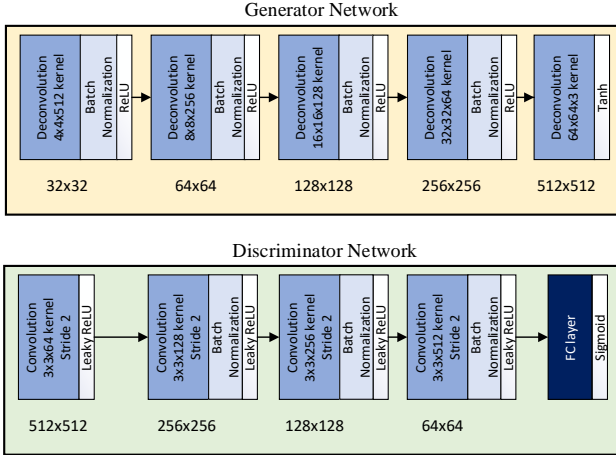 Generator Network
Deconvolution
4x4x512 kernel
Batch
Normalization
ReLU
Deconvolution
8x8x256 kernel
Batch
Normalization
ReLU
Deconvolution
16x16x128 kernel
Batch
Normalization
ReLU
Deconvolution
32x32x64 kernel
Batch
Normalization
ReLU
Deconvolution
64x64x3 kernel
Tanh
32x32
64x64
128x128
256x256
512x512
Discriminator Network
Convolution
3x3x64 kernel
Stride 2
Leaky ReLU
Convolution
3x3x128 kernel
Stride 2
Batch
Normalization
Leaky ReLU
Convolution
3x3x256 kernel
Stride 2
Batch
Normalization
Leaky ReLU
Convolution
3x3x512 kernel
Stride 2
Batch
Normalization
Leaky ReLU
FC layer
Sigmoid
512x512
256x256
128x128
64x64